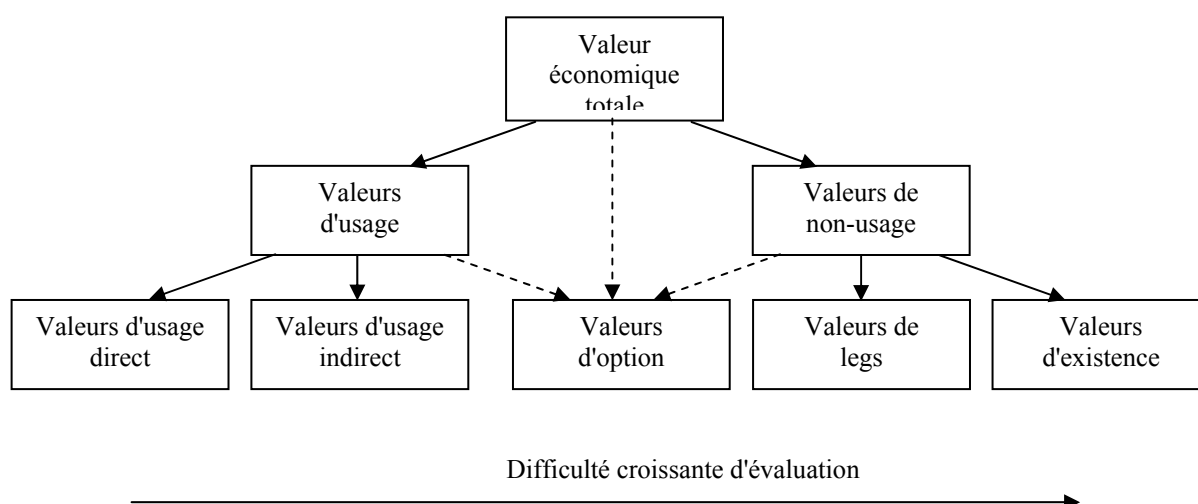 Valeur
économique
totale
Valeurs
d'usage
Valeurs de
non-usage
Valeurs d'usage
direct
Valeurs d'usage
indirect
Valeurs
d'option
Valeurs de
legs
Valeurs
d'existence
Difficulté croissante d'évaluation